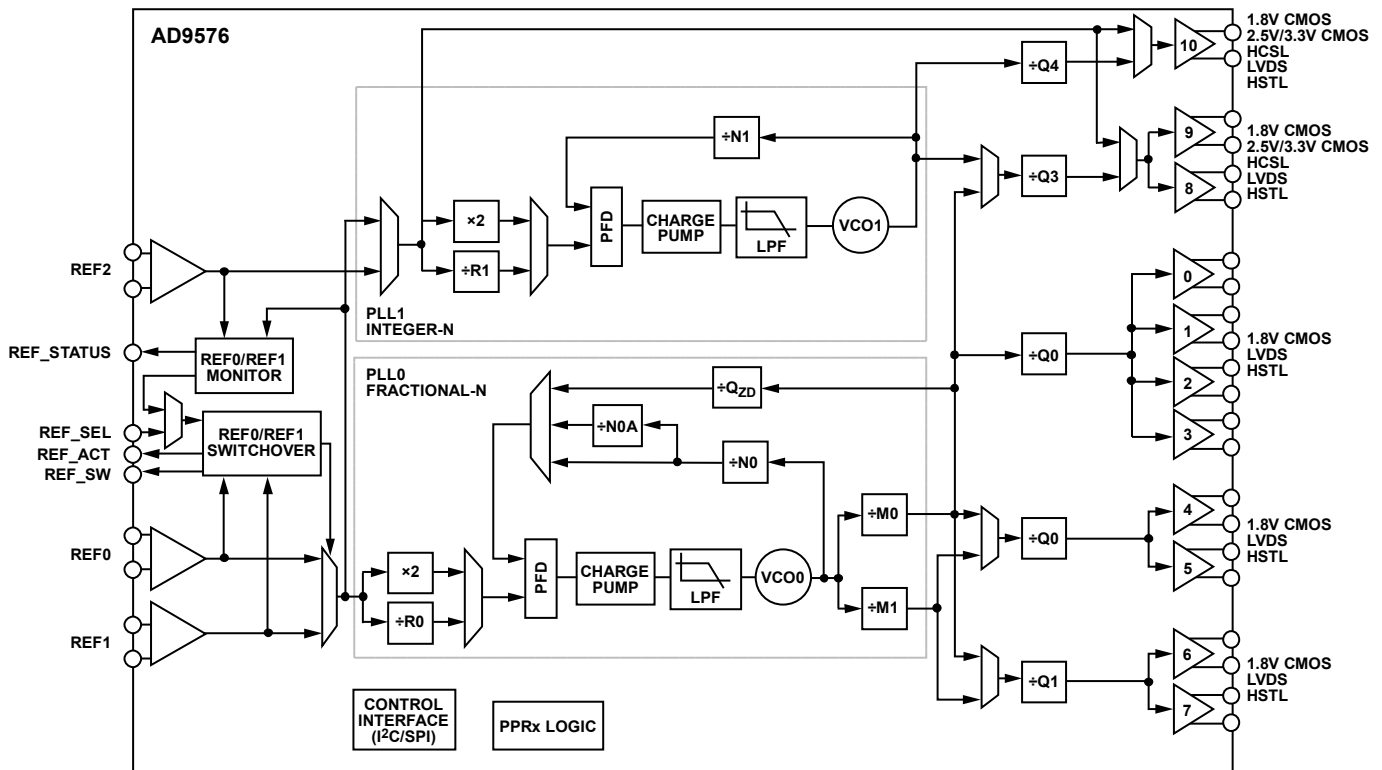 AD9576
1.8V CMOS
2.5V/3.3V CMOS
HCSL
LVDS
HSTL
10
÷Q4
÷N1
9
8
1.8V CMOS
2.5V/3.3V CMOS
HCSL
LVDS
HSTL
÷Q3
×2
÷R1
PFD
CHARGE
PUMP
LPF
VCO1
REF2
PLL1
INTEGER-N
0
1
2
3
1.8V CMOS
LVDS
HSTL
÷Q0
REF_STATUS
REF0/REF1
MONITOR
PLL0
FRACTIONAL-N
÷QZD
÷N0A
÷N0
REF_SEL
REF_ACT
REF_SW
REF0/REF1
SWITCHOVER
÷M0
÷M1
4
5
1.8V CMOS
LVDS
HSTL
÷Q0
REF0
×2
÷R0
PFD
CHARGE
PUMP
LPF
VCO0
REF1
÷Q1
6
7
1.8V CMOS
LVDS
HSTL
CONTROL
INTERFACE
(I2C/SPI)
PPRx LOGIC